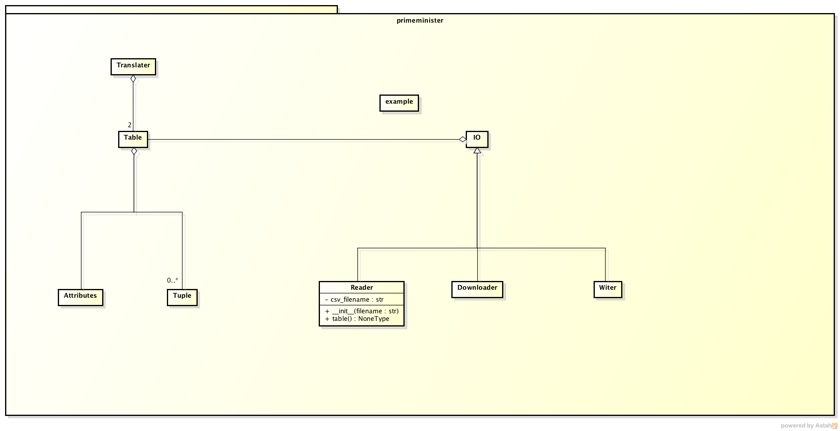 primeminister
Translater
example
2
Table
IO
0..*
Attributes
Tuple
Reader
- csv_filename : str
+ __init__(filename : str)
+ table() : NoneType
Downloader
Witer
powered by Astah